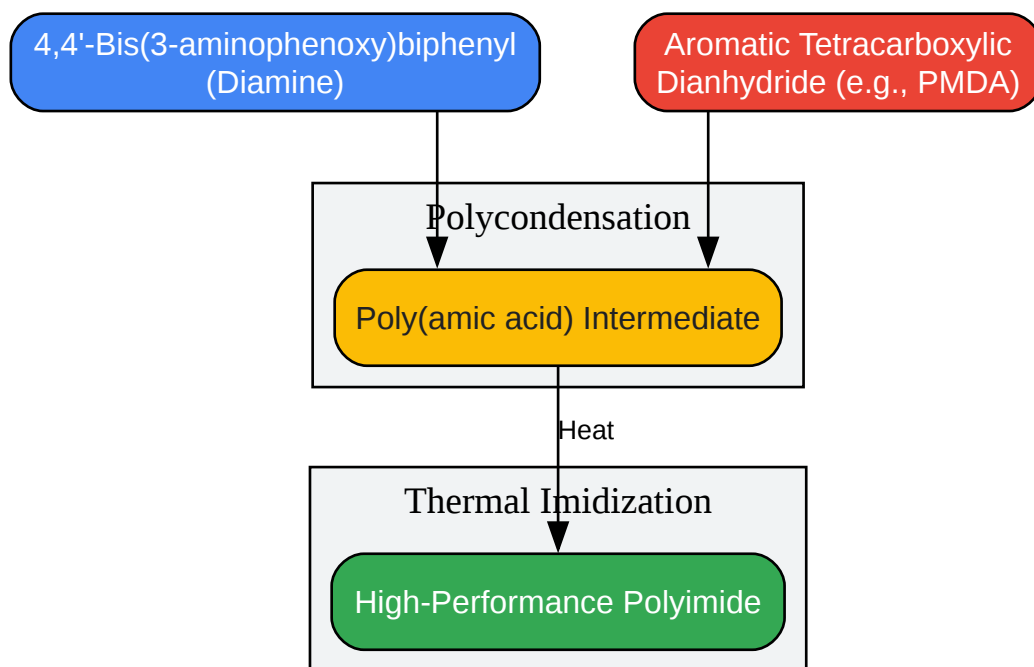 4,4'-Bis(3-aminophenoxy)biphenyl
(Diamine)
Aromatic Tetracarboxylic
Dianhydride (e.g., PMDA)
Polycondensation
Poly(amic acid) Intermediate
Heat
Thermal Imidization
High-Performance Polyimide